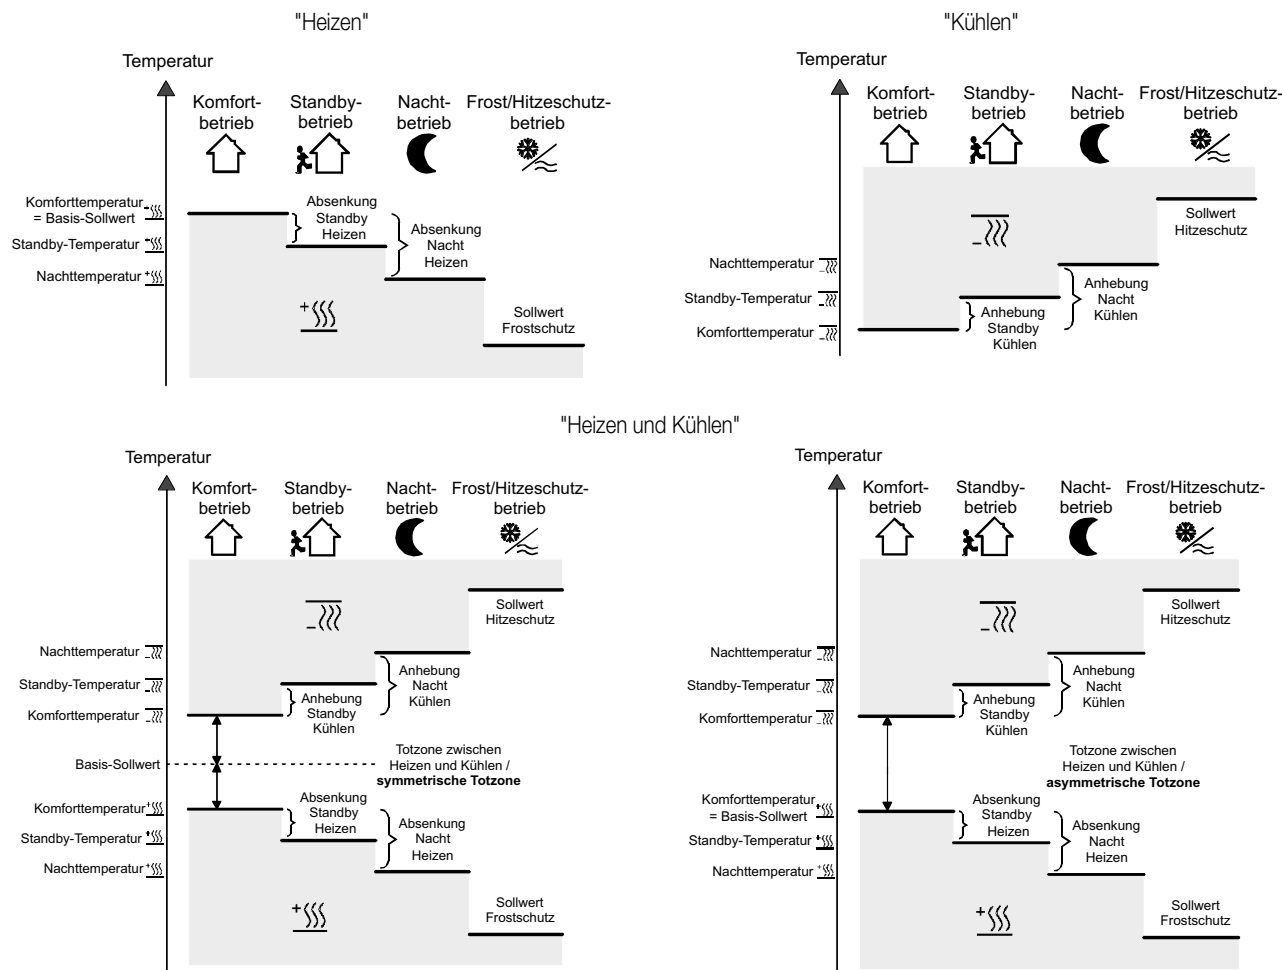 "Heizen"
Temperatur
Komfort-
betrieb
Standby-
betrieb
Nacht-
betrieb
Frost/Hitzeschutz-
betrieb
Komforttemperatur
= Basis-Sollwert
Standby-Temperatur
Nachttemperatur
Absenkung
Standby
Heizen
Absenkung
Nacht
Heizen
Sollwert
Frostschutz
"Kühlen"
Temperatur
Komfort-
betrieb
Standby-
betrieb
Nacht-
betrieb
Frost/Hitzeschutz-
betrieb
Sollwert
Hitzeschutz
Nachttemperatur
Standby-Temperatur
Komforttemperatur
Anhebung
Standby
Kühlen
Anhebung
Nacht
Kühlen
"Heizen und Kühlen"
Temperatur
Komfort-
betrieb
Standby-
betrieb
Nacht-
betrieb
Frost/Hitzeschutz-
betrieb
Sollwert
Hitzeschutz
Nachttemperatur
Standby-Temperatur
Komforttemperatur
Anhebung
Standby
Kühlen
Anhebung
Nacht
Kühlen
Basis-Sollwert
Totzone zwischen
Heizen und Kühlen /
symmetrische Totzone
Komforttemperatur
Standby-Temperatur
Nachttemperatur
Absenkung
Standby
Heizen
Absenkung
Nacht
Heizen
Sollwert
Frostschutz
Temperatur
Komfort-
betrieb
Standby-
betrieb
Nacht-
betrieb
Frost/Hitzeschutz-
betrieb
Sollwert
Hitzeschutz
Nachttemperatur
Standby-Temperatur
Komforttemperatur
Anhebung
Standby
Kühlen
Anhebung
Nacht
Kühlen
Totzone zwischen
Heizen und Kühlen /
asymmetrische Totzone
Komforttemperatur
= Basis-Sollwert
Standby-Temperatur
Nachttemperatur
Absenkung
Standby
Heizen
Absenkung
Nacht
Heizen
Sollwert
Frostschutz